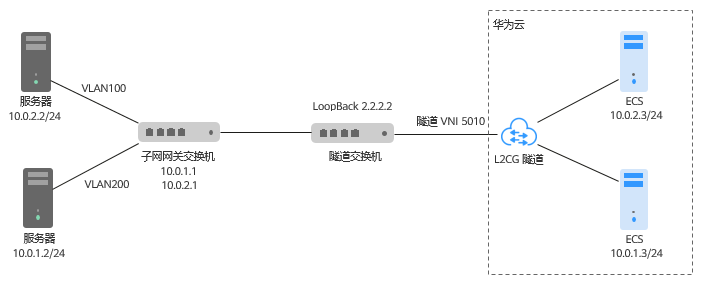 华为云
服务器
10.0.2.2/24
VLAN100
子网网关交换机
10.0.1.1
10.0.2.1
VLAN200
服务器
10.0.1.2/24
LoopBack 2.2.2.2
隧道交换机
隧道 VNI 5010
L2CG 隧道
ECS
10.0.2.3/24
ECS
10.0.1.3/24